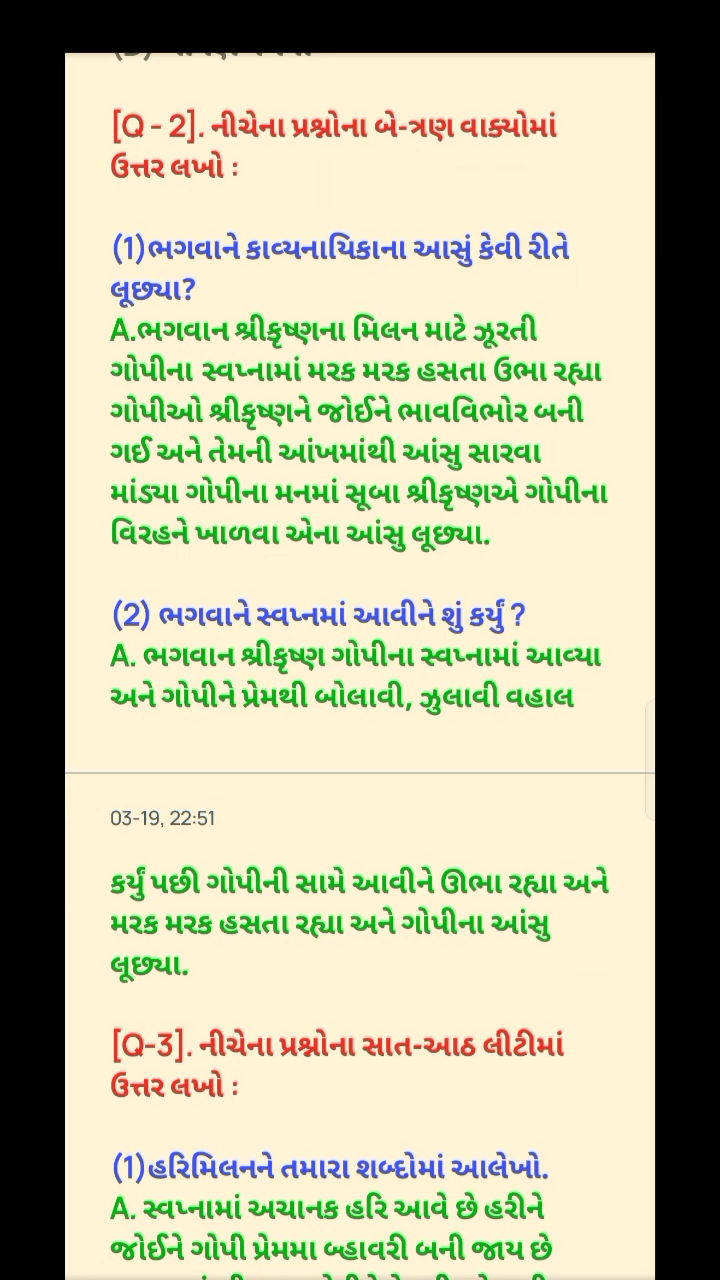 [Q - 2]. નીચેના પ્રશ્નોના બે-ત્રણ વાક્યોમાં
ઉત્તર લખો :
(1)ભગવાને કાવ્યનાયિકાના આસું કેવી રીતે
લૂછ્યા?
A.ભગવાન શ્રીકૃષ્ણના મિલન માટે ઝૂરતી
ગોપીના સ્વપ્નામાં મરક મરક હસતા ઉભા રહ્યા
ગોપીઓ શ્રીકૃષ્ણને જોઈને ભાવવિભોર બની
ગઈ અને તેમની આંખમાંથી આંસુ સારવા
માંડ્યા ગોપીના મનમાં સૂબા શ્રીકૃષ્ણએ ગોપીના
વિરહને ખાળવા એના આંસુ લૂછ્યા.
(2) ભગવાને સ્વપ્નમાં આવીને શું કર્યું ?
A. ભગવાન શ્રીકૃષ્ણ ગોપીના સ્વપ્નામાં આવ્યા
અને ગોપીને પ્રેમથી બોલાવી, ઝુલાવી વહાલ
03-19, 22:51
કર્યું પછી ગોપીની સામે આવીને ઊભા રહ્યા અને
મરક મરક હસતા રહ્યા અને ગોપીના આંસુ
લૂછ્યા.
[Q-3]. નીચેના પ્રશ્નોના સાત-આઠ લીટીમાં
ઉત્તર લખો :
(1)હરિમિલનને તમારા શબ્દોમાં આલેખો.
A. સ્વપ્નામાં અચાનક હરિ આવે છે હરીને
જોઈને ગોપી પ્રેમમા બ્હાવરી બની જાય છે